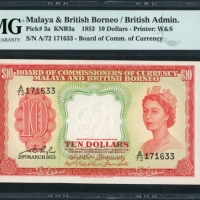 MG
Malaya & British Borneo / British Admin.
Pick# 3a KNB3a 1953 10 Dollars - Printer: W&S
S/N A/72 171633 - Board of Comm. of Currency
BOARD OF COMMISSIONERS OF CURRENCY
MALAYA AND BRITISH BORNEO
$10
A/72 171633
TEN DOLLARS
21ST MARCH 1953
A/72 171633